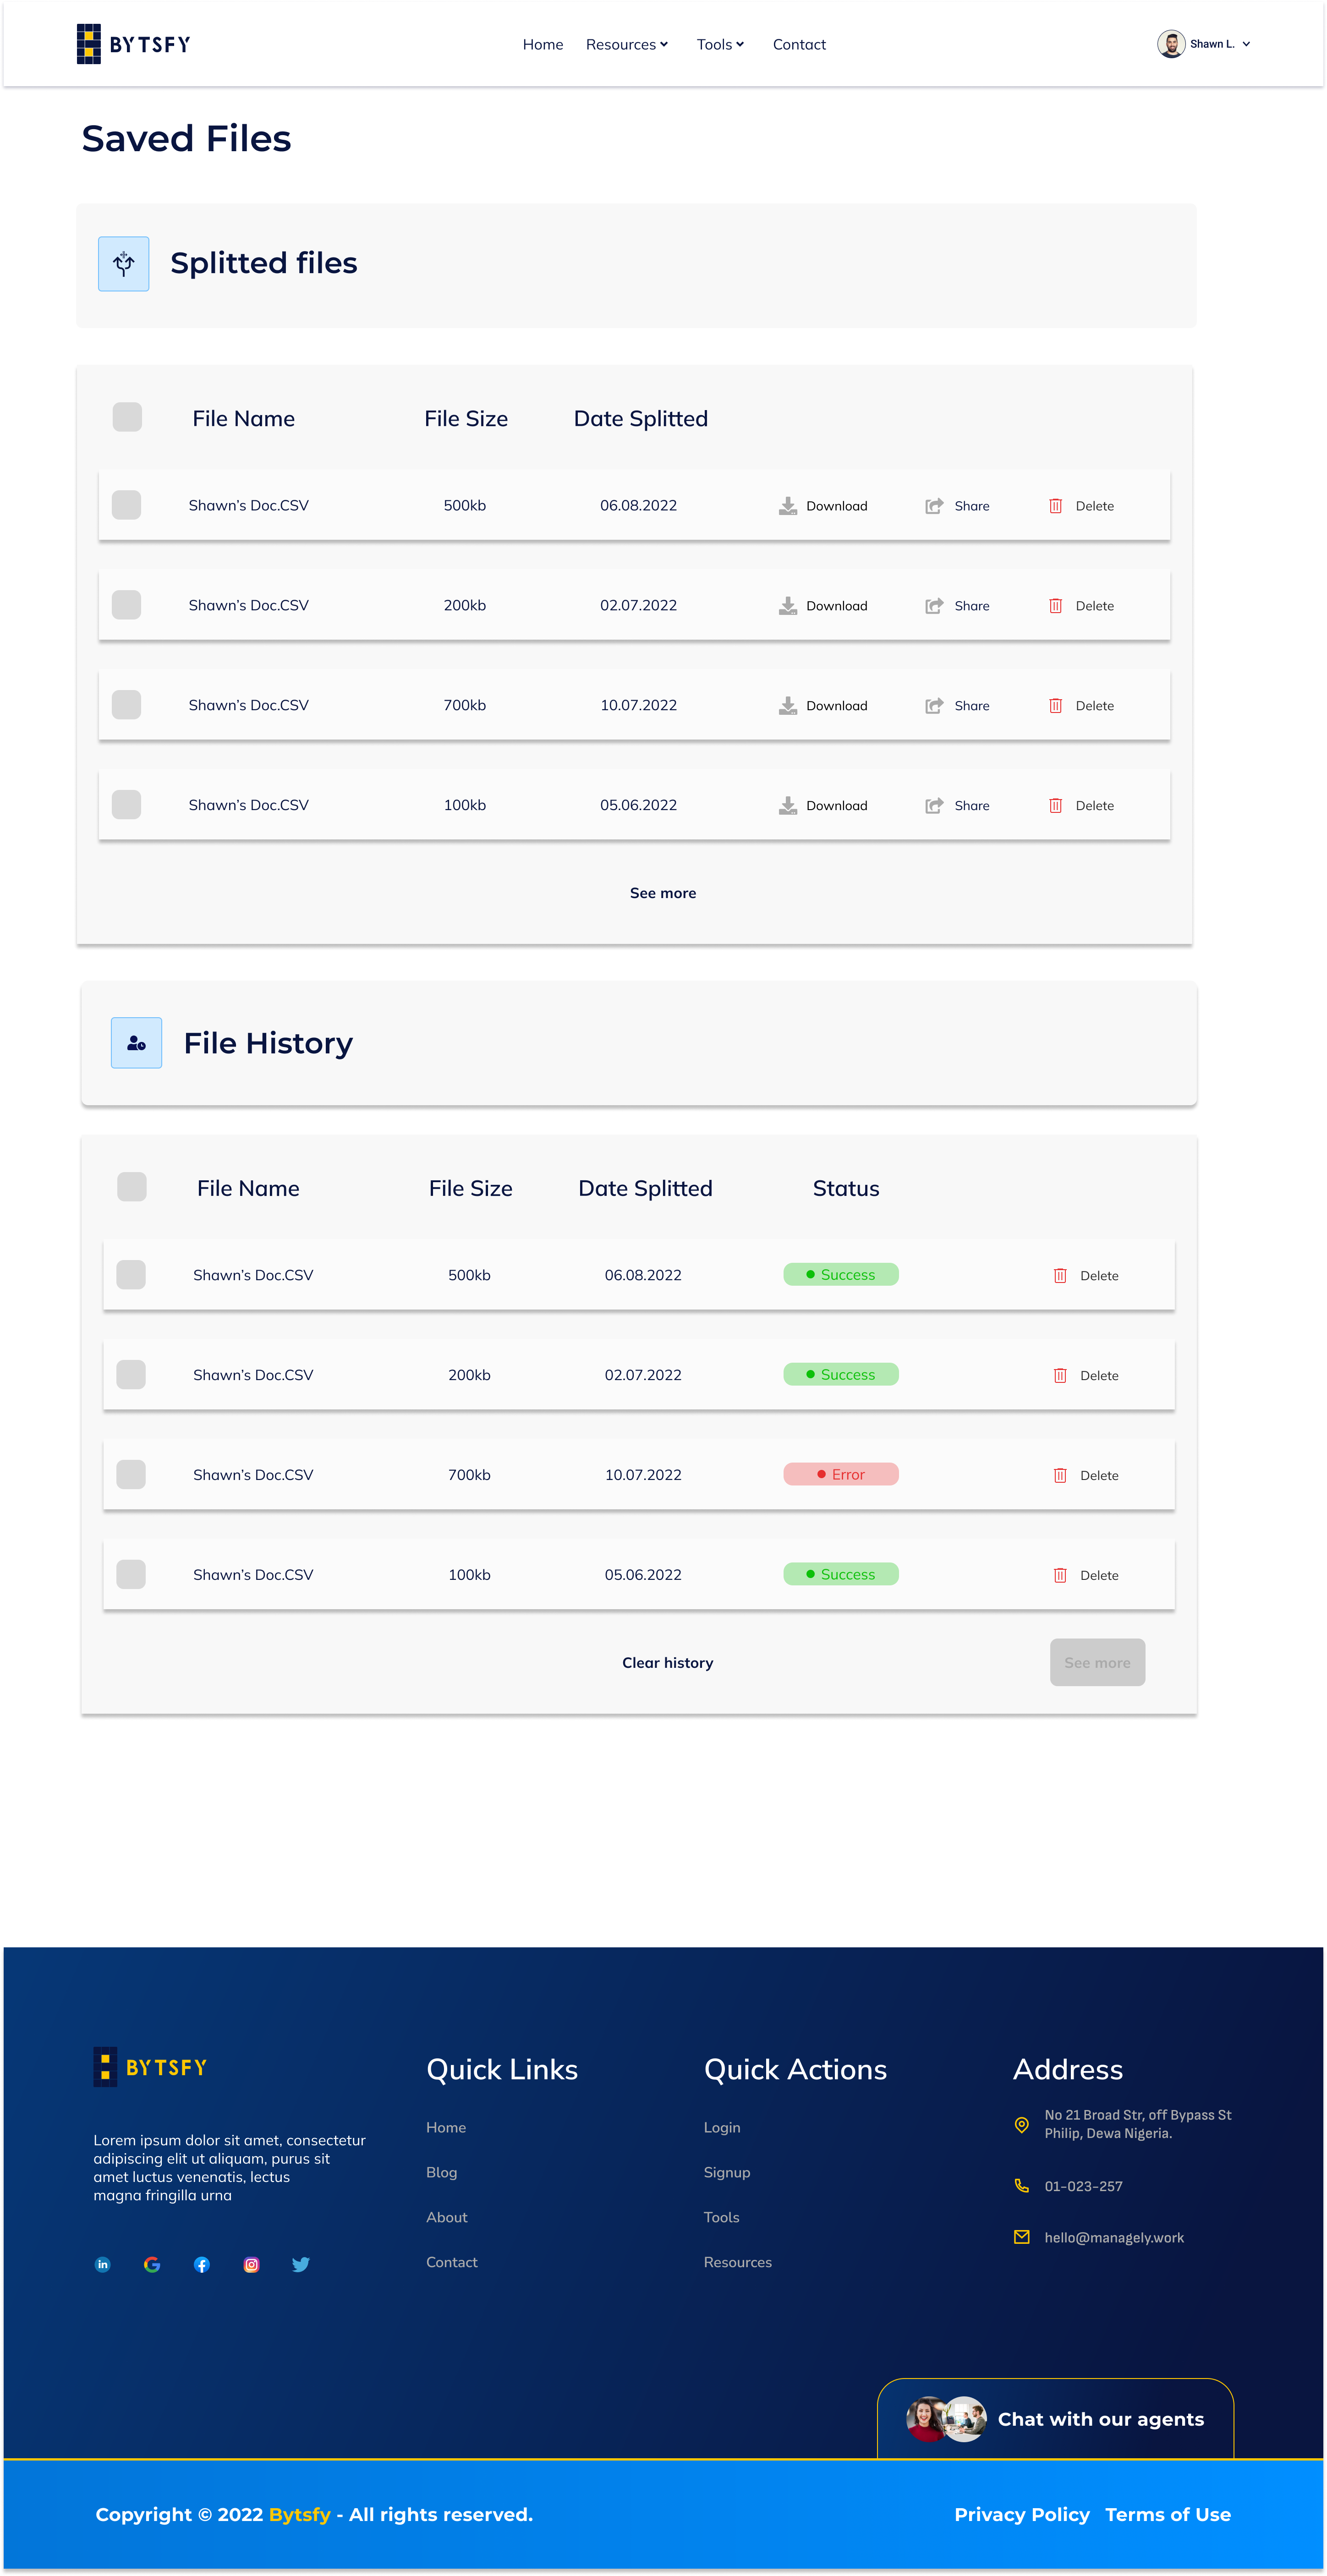 BYTSFY
Home Resources Tools Contact
Shawn L.
Saved Files
Splitted files
File Name File Size Date Splitted
Shawn’s Doc.CSV 500kb 06.08.2022 Download Share Delete
Shawn’s Doc.CSV 200kb 02.07.2022 Download Share Delete
Shawn’s Doc.CSV 700kb 10.07.2022 Download Share Delete
Shawn’s Doc.CSV 100kb 05.06.2022 Download Share Delete
See more
File History
File Name File Size Date Splitted Status
Shawn’s Doc.CSV 500kb 06.08.2022 Success Delete
Shawn’s Doc.CSV 200kb 02.07.2022 Success Delete
Shawn’s Doc.CSV 700kb 10.07.2022 Error Delete
Shawn’s Doc.CSV 100kb 05.06.2022 Success Delete
Clear history See more
BYTSFY
Lorem ipsum dolor sit amet, consectetur
adipiscing elit ut aliquam, purus sit
amet luctus venenatis, lectus
magna fringilla urna
in
Quick Links
Home
Blog
About
Contact
Quick Actions
Login
Signup
Tools
Resources
Address
No 21 Broad Str, off Bypass St
Philip, Dewa Nigeria.
01-023-257
hello@managely.work
Chat with our agents
Copyright © 2022 Bytsfy - All rights reserved.
Privacy Policy Terms of Use